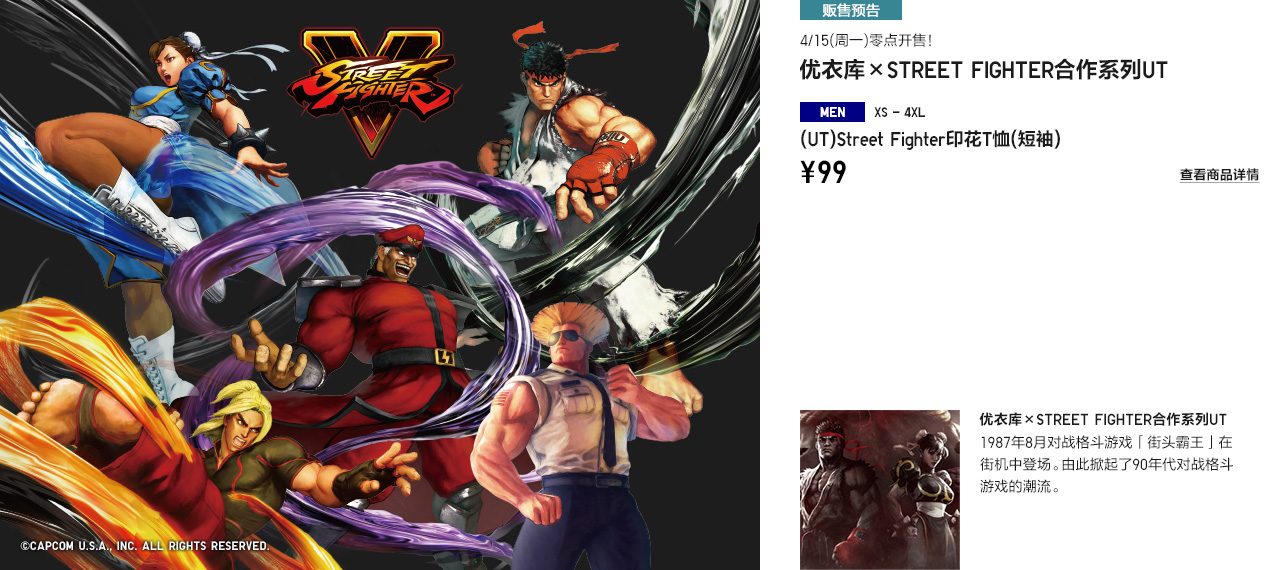 STREET
FIGHTER
V
©CAPCOM U.S.A., INC. ALL RIGHTS RESERVED.
贩售预告
4/15(周一)零点开售!
优衣库×STREET FIGHTER合作系列UT
MEN XS - 4XL
(UT)Street Fighter印花T恤(短袖)
¥99
查看商品详情
优衣库×STREET FIGHTER合作系列UT
1987年8月对战格斗游戏「街头霸王」在
街机中登场。由此掀起了90年代对战格斗
游戏的潮流。